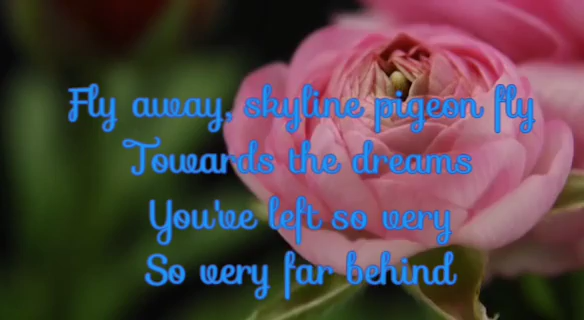 Fly away, skyline pigeon fly
Towards the dreams
You've left so very
So very far behind